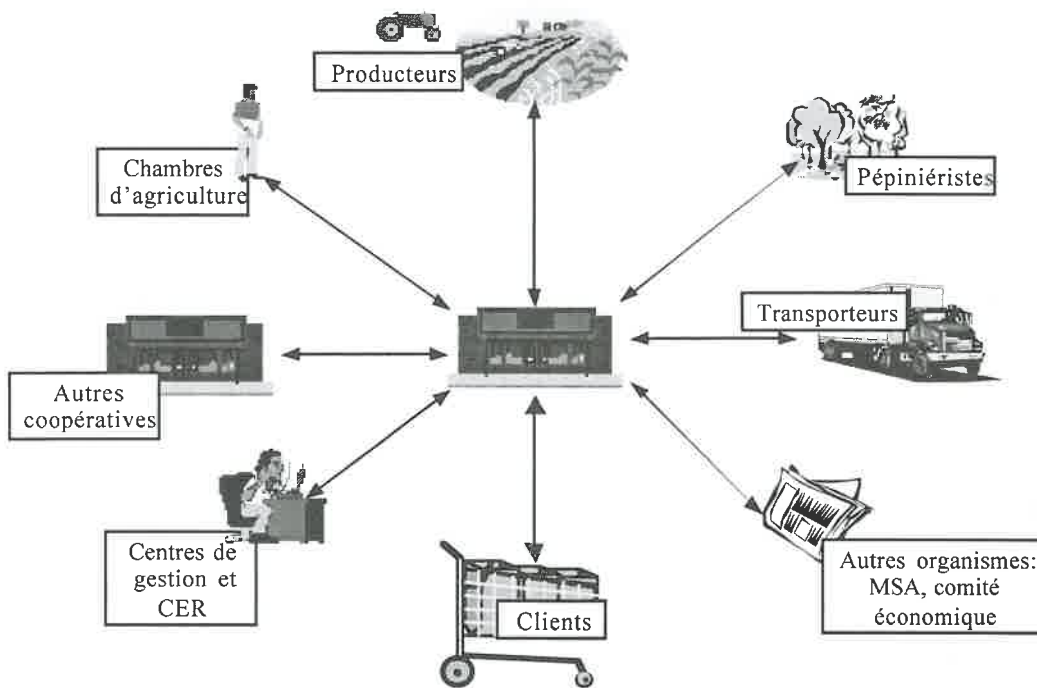 Producteurs
Chambres
d'agriculture
Pépiniéristes
Transporteurs
Autres
coopératives
Centres de
gestion et
CER
Clients
Autres organismes:
MSA, comité
économique